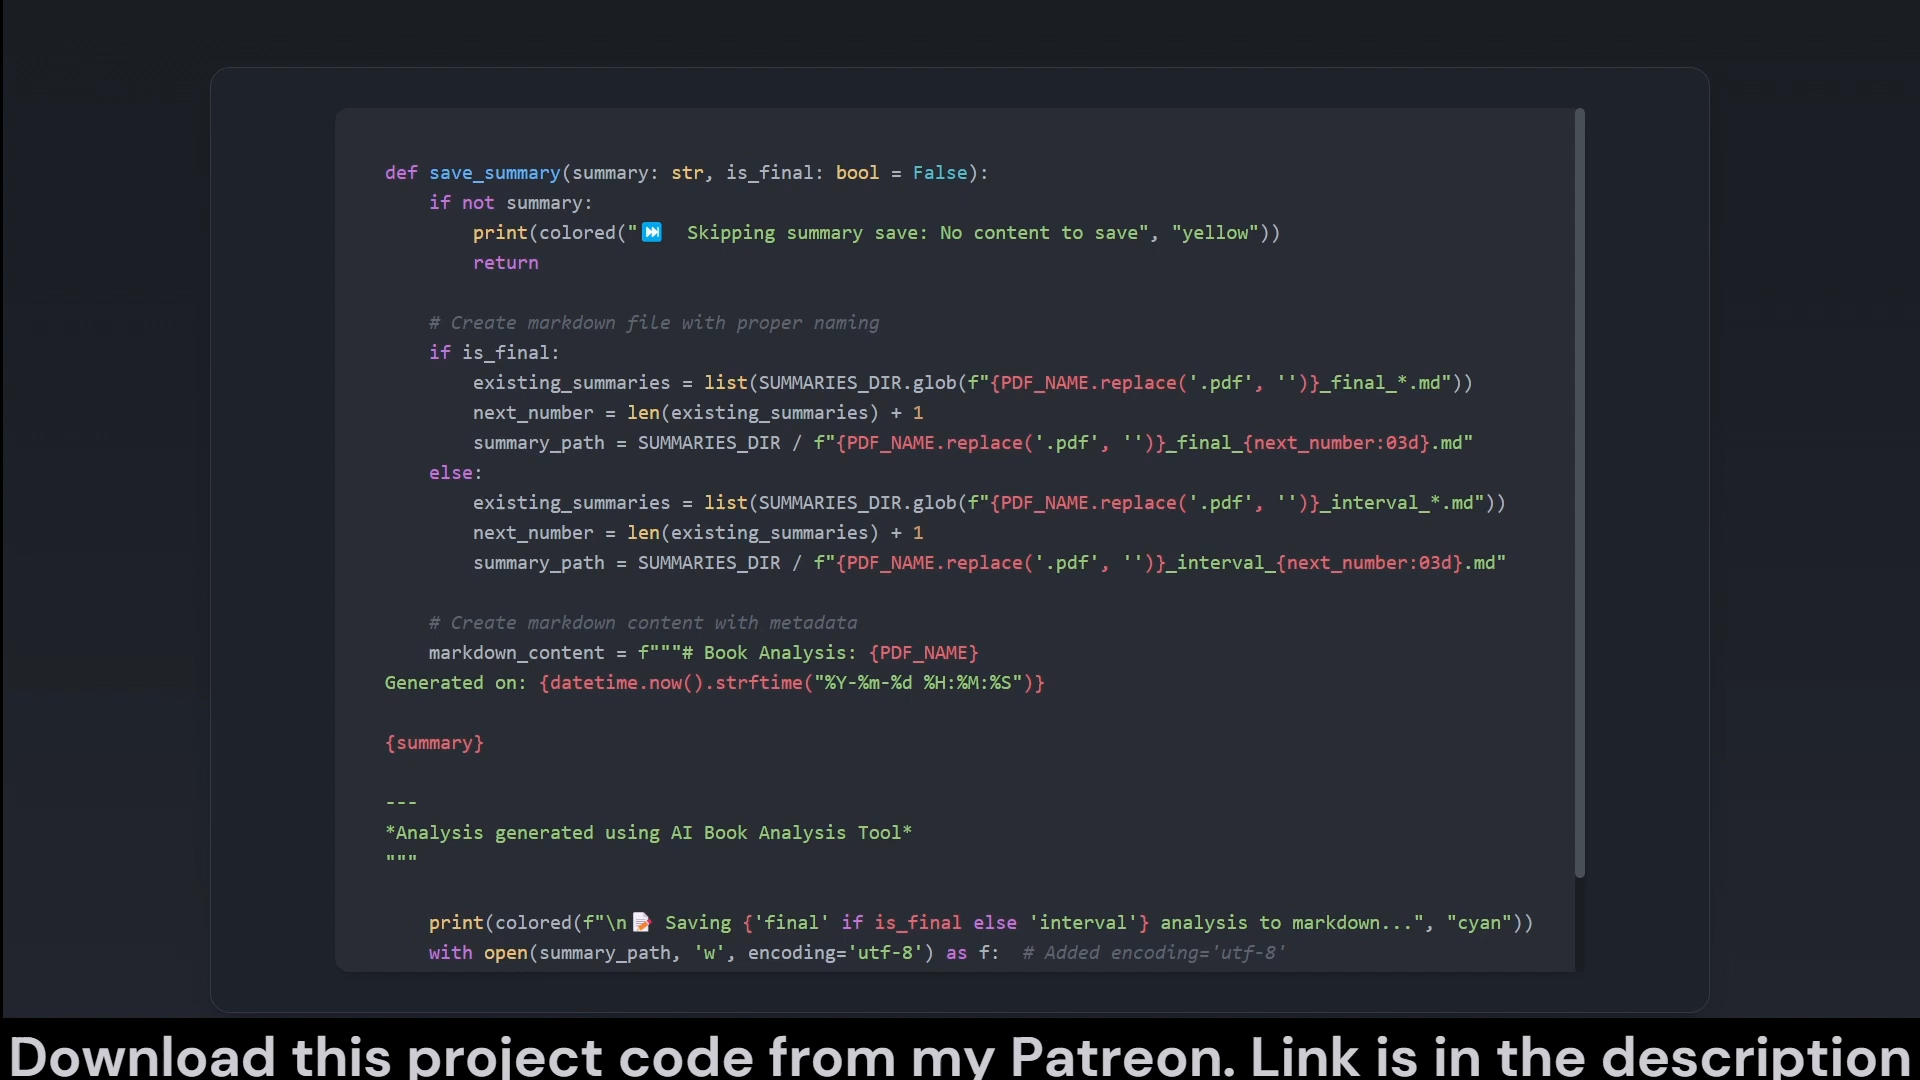 def save_summary(summary: str, is_final: bool = False):
    if not summary:
        print(colored("⏭️  Skipping summary save: No content to save", "yellow"))
        return

    # Create markdown file with proper naming
    if is_final:
        existing_summaries = list(SUMMARIES_DIR.glob(f"{PDF_NAME.replace('.pdf', '')}_final_*.md"))
        next_number = len(existing_summaries) + 1
        summary_path = SUMMARIES_DIR / f"{PDF_NAME.replace('.pdf', '')}_final_{next_number:03d}.md"
    else:
        existing_summaries = list(SUMMARIES_DIR.glob(f"{PDF_NAME.replace('.pdf', '')}_interval_*.md"))
        next_number = len(existing_summaries) + 1
        summary_path = SUMMARIES_DIR / f"{PDF_NAME.replace('.pdf', '')}_interval_{next_number:03d}.md"

    # Create markdown content with metadata
    markdown_content = f"""# Book Analysis: {PDF_NAME}
Generated on: {datetime.now().strftime("%Y-%m-%d %H:%M:%S")}

{summary}

---
*Analysis generated using AI Book Analysis Tool*
"""

    print(colored(f"\n📝 Saving {'final' if is_final else 'interval'} analysis to markdown...", "cyan"))
    with open(summary_path, 'w', encoding='utf-8') as f:  # Added encoding='utf-8'
Download this project code from my Patreon. Link is in the description